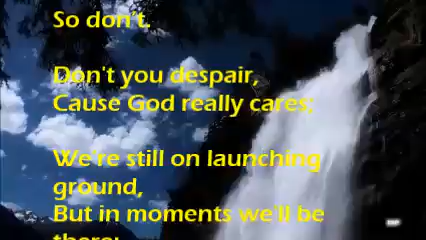 So don't.
Don't you despair,
Cause God really cares;
We're still on launching
ground,
But in moments we'll be
there;